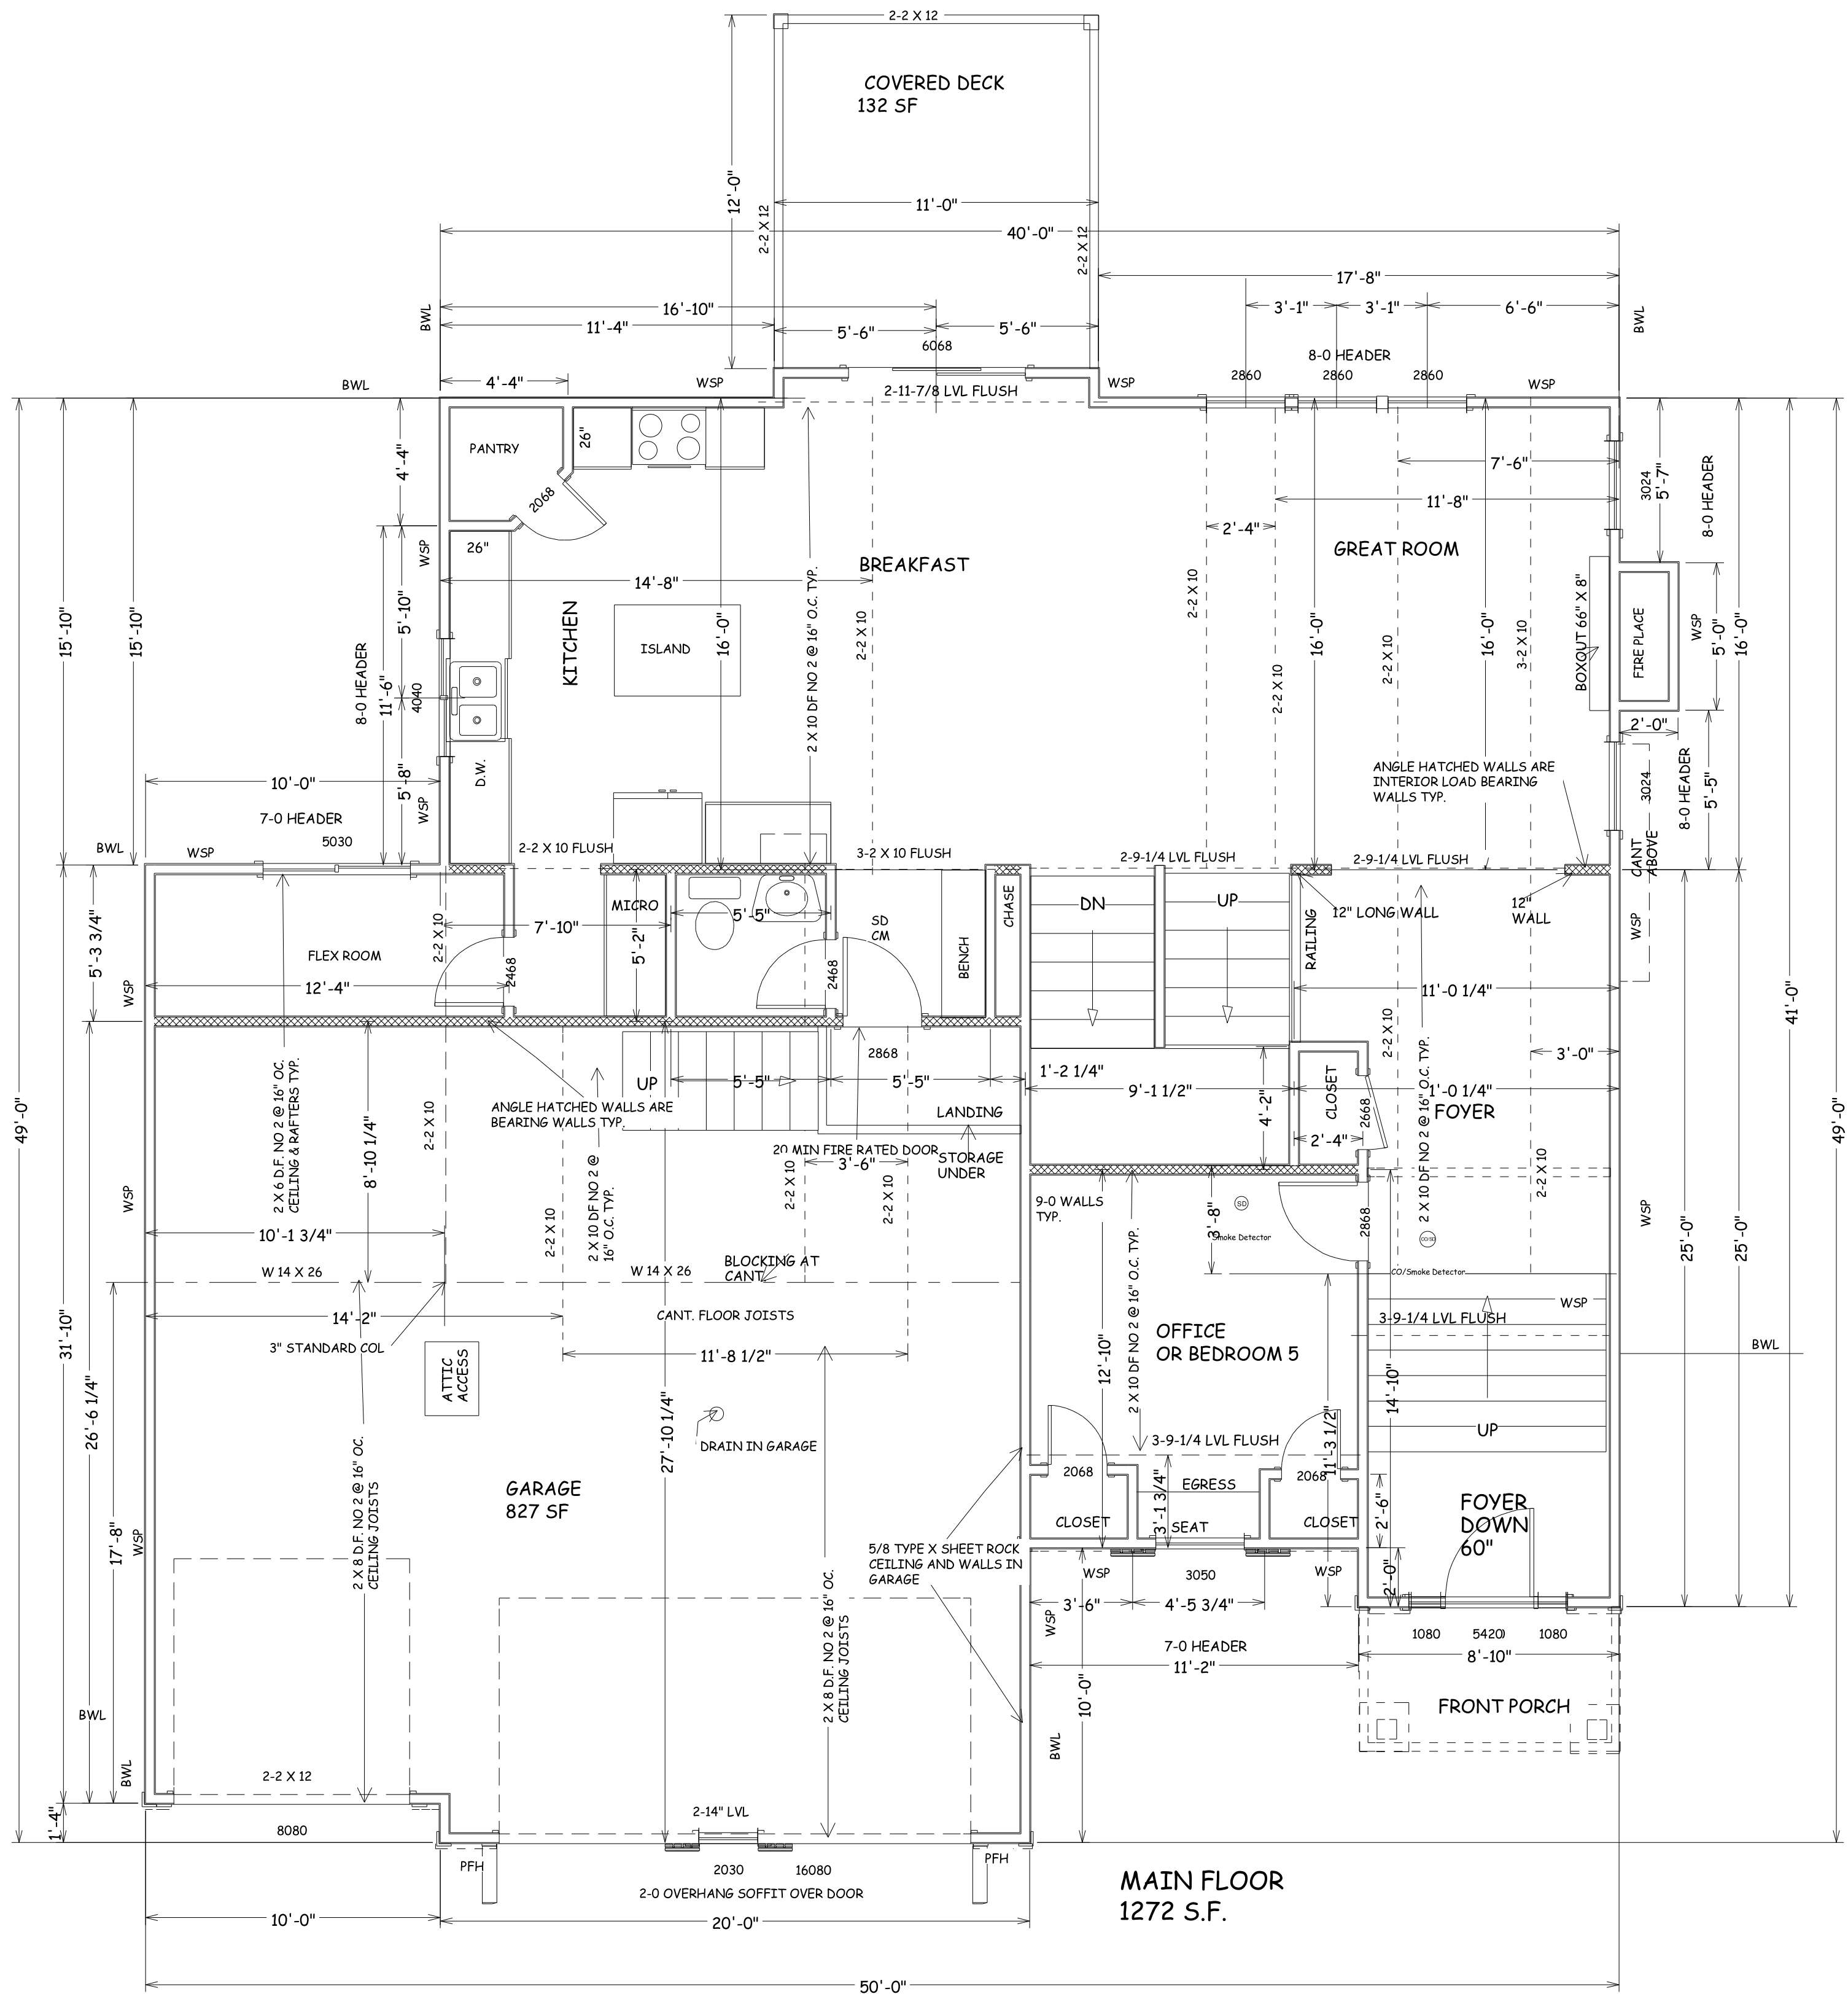 2-2 X 12
COVERED DECK
132 SF
12'-0"
2-2 X 12
11'-0"
2-2 X 12
40'-0"
17'-8"
16'-10"
3'-1"
3'-1"
6'-6"
BWL
11'-4"
5'-6"
5'-6"
BWL
6068
8-0 HEADER
BWL
4'-4"
WSP
2-11-7/8 LVL FLUSH
WSP
2860
2860
2860
WSP
PANTRY
26"
4'-4"
2068
7'-6"
11'-8"
3024
5'-7"
8-0 HEADER
26"
WSP
2'-4"
BREAKFAST
GREAT ROOM
14'-8"
15'-10"
15'-10"
5'-10"
KITCHEN
ISLAND
16'-0"
2 X 10 DF NO 2 @ 16" O.C. TYP.
2-2 X 10
2-2 X 10
2-2 X 10
16'-0"
2-2 X 10
16'-0"
3-2 X 10
BOXOUT 66" X 8"
FIRE PLACE
WSP
5'-0"
16'-0"
8-0 HEADER
11'-6"
4040
2'-0"
D.W.
5'-8"
WSP
10'-0"
7-0 HEADER
5030
ANGLE HATCHED WALLS ARE
INTERIOR LOAD BEARING
WALLS TYP.
3024
8-0 HEADER
5'-5"
CANT
ABOVE
BWL
WSP
2-2 X 10 FLUSH
3-2 X 10 FLUSH
2-9-1/4 LVL FLUSH
2-9-1/4 LVL FLUSH
5'-3 3/4"
WSP
FLEX ROOM
12'-4"
2-2 X 10
7'-10"
2468
MICRO
5'-2"
5'-5"
2468
SD
CM
BENCH
CHASE
DN
UP
RAILING
12" LONG WALL
12"
WALL
WSP
11'-0 1/4"
41'-0"
2-2 X 10
3'-0"
2868
UP
5'-5"
5'-5"
1'-2 1/4"
9'-1 1/2"
4'-2"
CLOSET
2'-4"
2668
1'-0 1/4"
FOYER
2 X 10 DF NO 2 @ 16" O.C. TYP.
2-2 X 10
49'-0"
49'-0"
2 X 6 D.F. NO 2 @ 16" OC.
CEILING & RAFTERS TYP.
8'-10 1/4"
2-2 X 10
ANGLE HATCHED WALLS ARE
BEARING WALLS TYP.
LANDING
20 MIN FIRE RATED DOOR
3'-6"
STORAGE
UNDER
2-2 X 10
2-2 X 10
2-2 X 10
2 X 10 DF NO 2 @
16" O.C. TYP.
9-0 WALLS
TYP.
SD
Smoke Detector
3'-8"
2868
CO/SD
CO/Smoke Detector
WSP
WSP
25'-0"
25'-0"
10'-1 3/4"
W 14 X 26
W 14 X 26
BLOCKING AT
CANT.
CANT. FLOOR JOISTS
14'-2"
3" STANDARD COL
11'-8 1/2"
ATTIC
ACCESS
31'-10"
26'-6 1/4"
12'-10"
2 X 10 DF NO 2 @ 16" O.C. TYP.
OFFICE
OR BEDROOM 5
3-9-1/4 LVL FLUSH
WSP
BWL
14'-10"
11'-3 1/2"
UP
27'-10 1/4"
DRAIN IN GARAGE
3-9-1/4 LVL FLUSH
2068
EGRESS
2068
3'-1 3/4"
CLOSET
SEAT
CLOSET
2'-6"
FOYER
DOWN
60"
GARAGE
827 SF
17'-8"
WSP
2 X 8 D.F. NO 2 @ 16" OC.
CEILING JOISTS
5/8 TYPE X SHEET ROCK
CEILING AND WALLS IN
GARAGE
WSP
3050
WSP
2'-0"
3'-6"
4'-5 3/4"
WSP
7-0 HEADER
11'-2"
1080
5420
1080
8'-10"
FRONT PORCH
10'-0"
BWL
2 X 8 D.F. NO 2 @ 16" OC.
CEILING JOISTS
BWL
BWL
2-2 X 12
1'-4"
8080
2-14" LVL
PFH
2030
16080
PFH
2-0 OVERHANG SOFFIT OVER DOOR
MAIN FLOOR
1272 S.F.
10'-0"
20'-0"
50'-0"